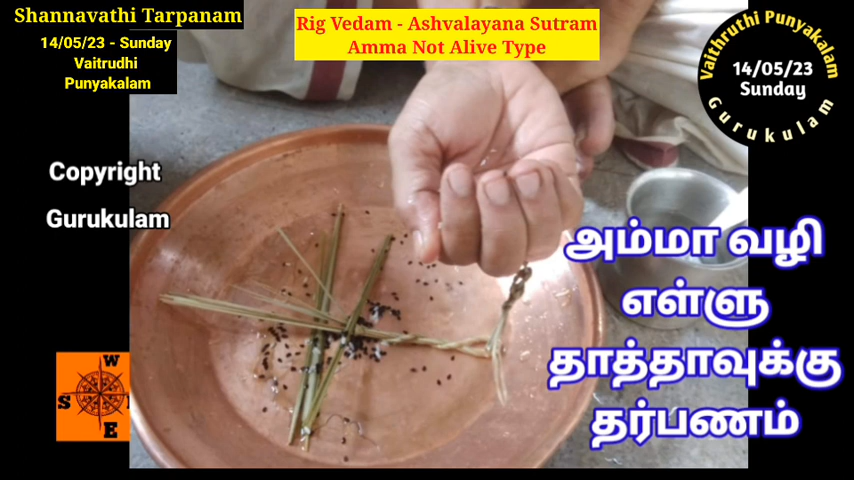 Shannavathi Tarpanam
14/05/23 - Sunday
Vaitrudhi
Punyakalam
Rig Vedam - Ashvalayana Sutram
Amma Not Alive Type
Vaithruthi Punyakalam
14/05/23
Sunday
Gurukulam
Copyright
Gurukulam
அம்மா வழி
எள்ளு
தாத்தாவுக்கு
தர்பணம்
W
S
E